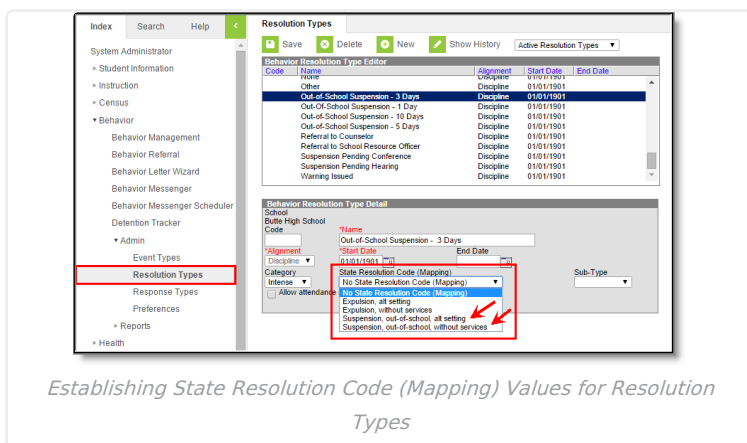 Index Search Help
System Administrator
Student Information
Instruction
Census
Behavior
Behavior Management
Behavior Referral
Behavior Letter Wizard
Behavior Messenger
Behavior Messenger Scheduler
Detention Tracker
Admin
Event Types
Resolution Types
Response Types
Preferences
Reports
Health
Resolution Types
Save Delete New Show History Active Resolution Types
Behavior Resolution Type Editor
Code Name Alignment Start Date End Date
None Discipline 01/01/1901
Other Discipline 01/01/1901
Out-of-School Suspension - 3 Days Discipline 01/01/1901
Out-Of-School Suspension - 1 Day Discipline 01/01/1901
Out-of-School Suspension - 10 Days Discipline 01/01/1901
Out-of-School Suspension - 5 Days Discipline 01/01/1901
Referral to Counselor Discipline 01/01/1901
Referral to School Resource Officer Discipline 01/01/1901
Suspension Pending Conference Discipline 01/01/1901
Suspension Pending Hearing Discipline 01/01/1901
Warning Issued Discipline 01/01/1901
Behavior Resolution Type Detail
School
Butte High School
Code *Name
Out-of-School Suspension - 3 Days
*Alignment *Start Date End Date
Discipline 01/01/1901
Category State Resolution Code (Mapping) Sub-Type
Intense No State Resolution Code (Mapping)
Allow attendance No State Resolution Code (Mapping)
Expulsion, alt setting
Expulsion, without services
Suspension, out-of-school, alt setting
Suspension, out-of-school, without services
Establishing State Resolution Code (Mapping) Values for Resolution
Types